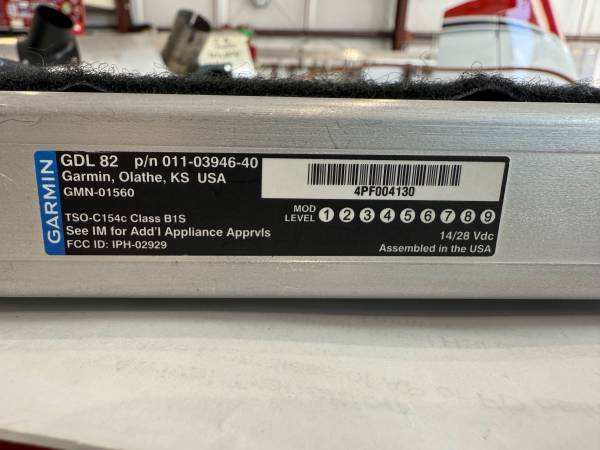 GARMIN
GDL 82 p/n 011-03946-40
Garmin, Olathe, KS USA
GMN-01560
4PF004130
TSO-C154c Class B1S
See IM for Add'l Appliance Apprvls
FCC ID: IPH-02929
MOD LEVEL 1 2 3 4 5 6 7 8 9
14/28 Vdc
Assembled in the USA